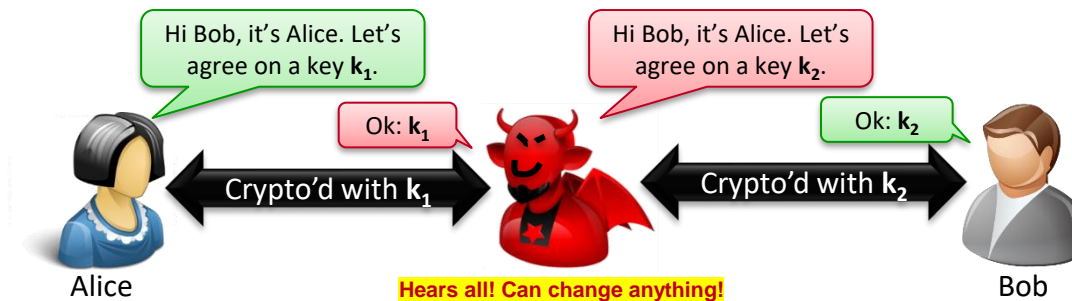 Hi Bob, it’s Alice. Let’s
agree on a key k₁.
Hi Bob, it’s Alice. Let’s
agree on a key k₂.
Ok: k₁
Ok: k₂
Crypto’d with k₁
Crypto’d with k₂
Alice
Hears all! Can change anything!
Bob